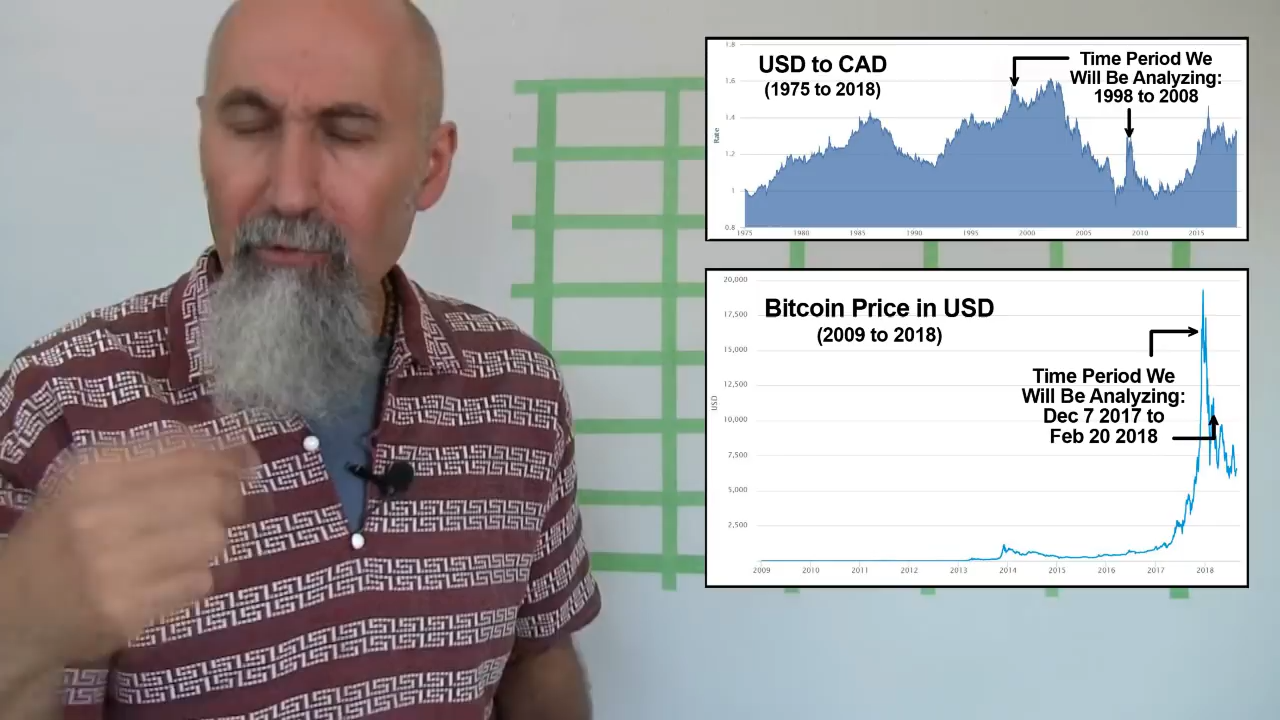 USD to CAD
(1975 to 2018)
Time Period We
Will Be Analyzing:
1998 to 2008
Rate
1.8
1.6
1.4
1.2
1
0.8
1975
1980
1985
1990
1995
2000
2005
2010
2015
Bitcoin Price in USD
(2009 to 2018)
Time Period We
Will Be Analyzing:
Dec 7 2017 to
Feb 20 2018
USD
20,000
17,500
15,000
12,500
10,000
7,500
5,000
2,500
2009
2010
2011
2012
2013
2014
2015
2016
2017
2018